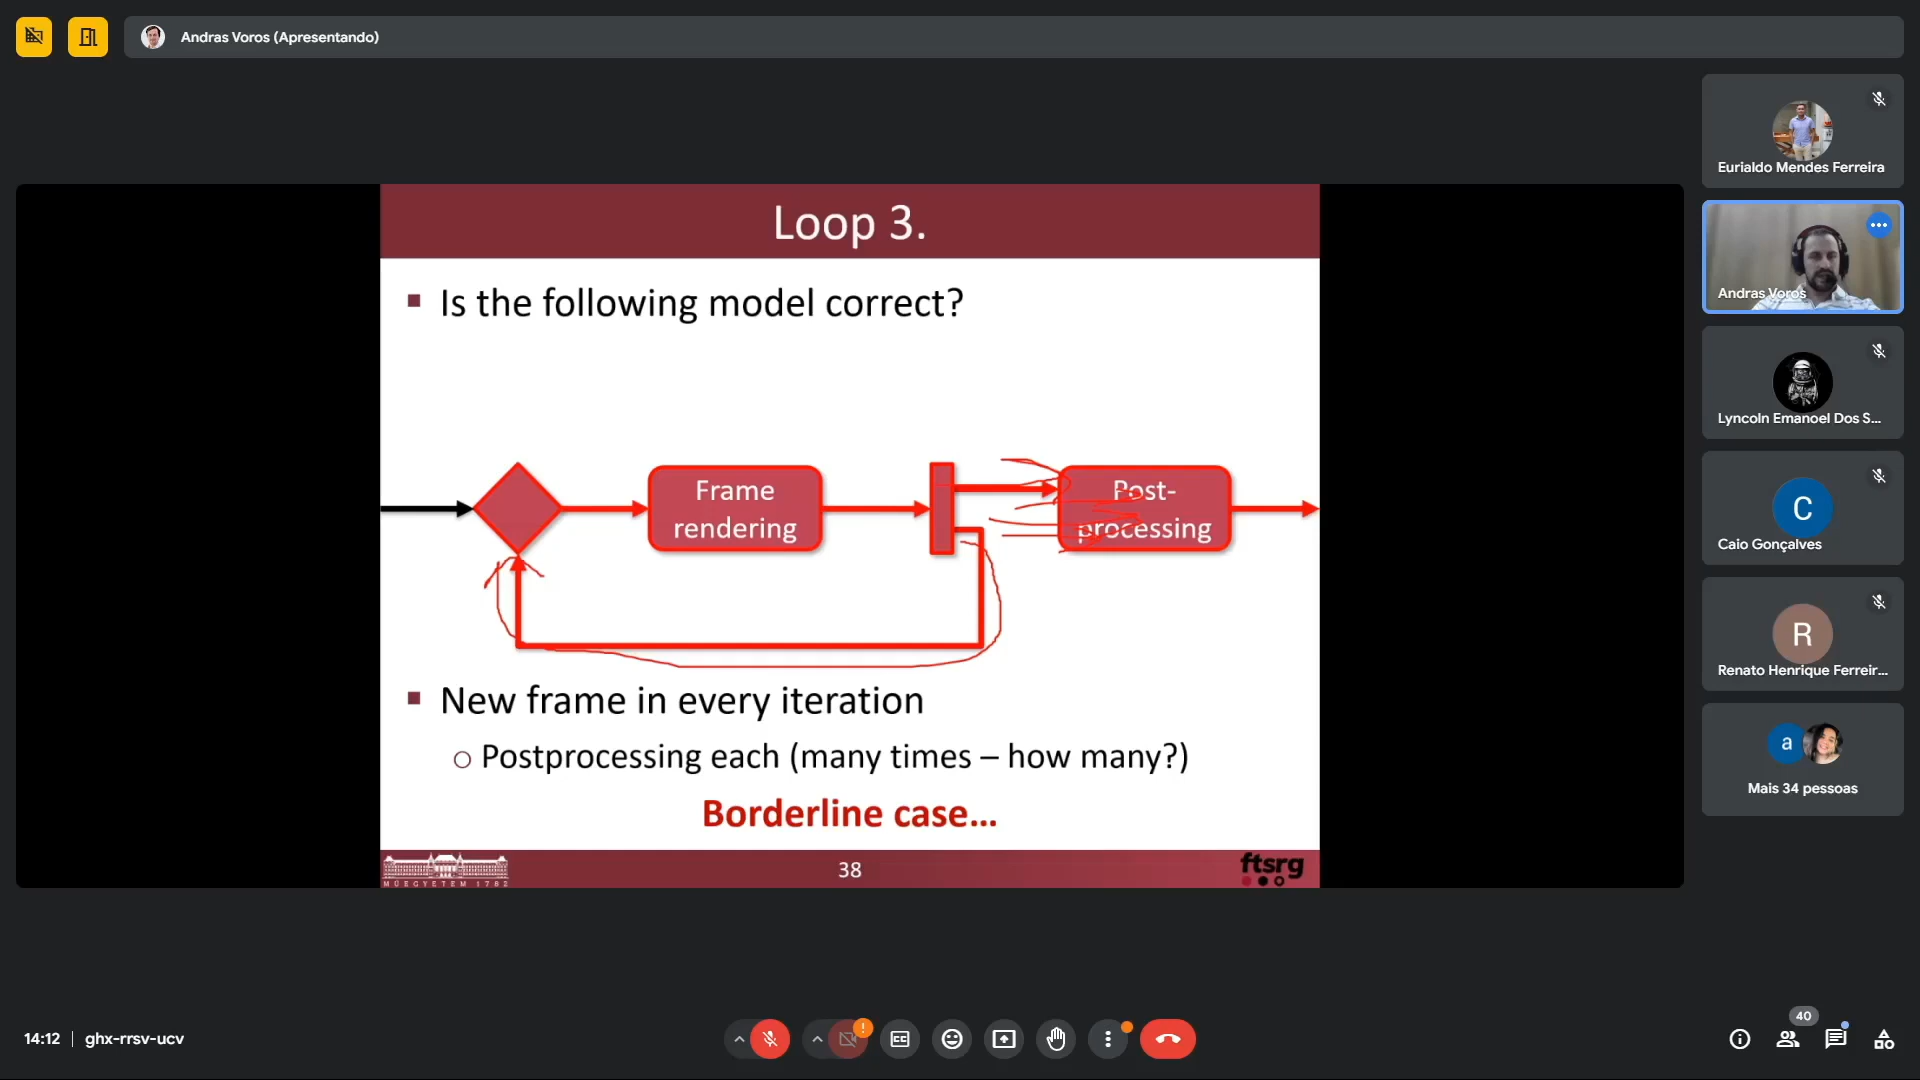 Andras Voros (Apresentando)
Eurialdo Mendes Ferreira
Andras Voros
Lyncoln Emanoel Dos S...
C
Caio Gonçalves
R
Renato Henrique Ferreir...
a
Mais 34 pessoas
Loop 3.
Is the following model correct?
Frame
rendering
Post-
processing
New frame in every iteration
Postprocessing each (many times – how many?)
Borderline case...
MŰEGYETEM 1782
38
ftsrg
14:12
ghx-rrsv-ucv
40